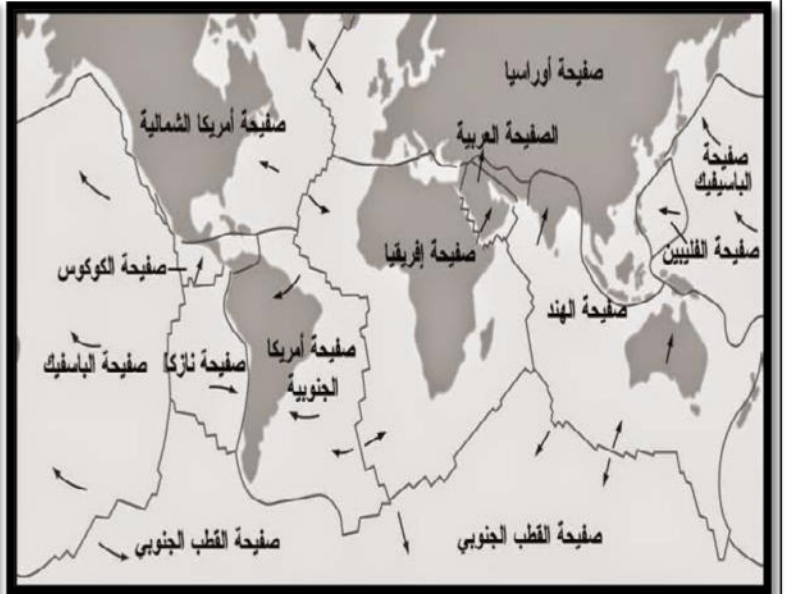 صفيحة أوراسيا
صفيحة أمريكا الشمالية
الصفيحة العربية
صفيحة
الباسيفيك
صفيحة الفلبين
صفيحة إفريقيا
صفيحة الكوكوس
صفيحة الهند
صفيحة أمريكا
الجنوبية
صفيحة نازكا
صفيحة الباسفيك
صفيحة القطب الجنوبي
صفيحة القطب الجنوبي